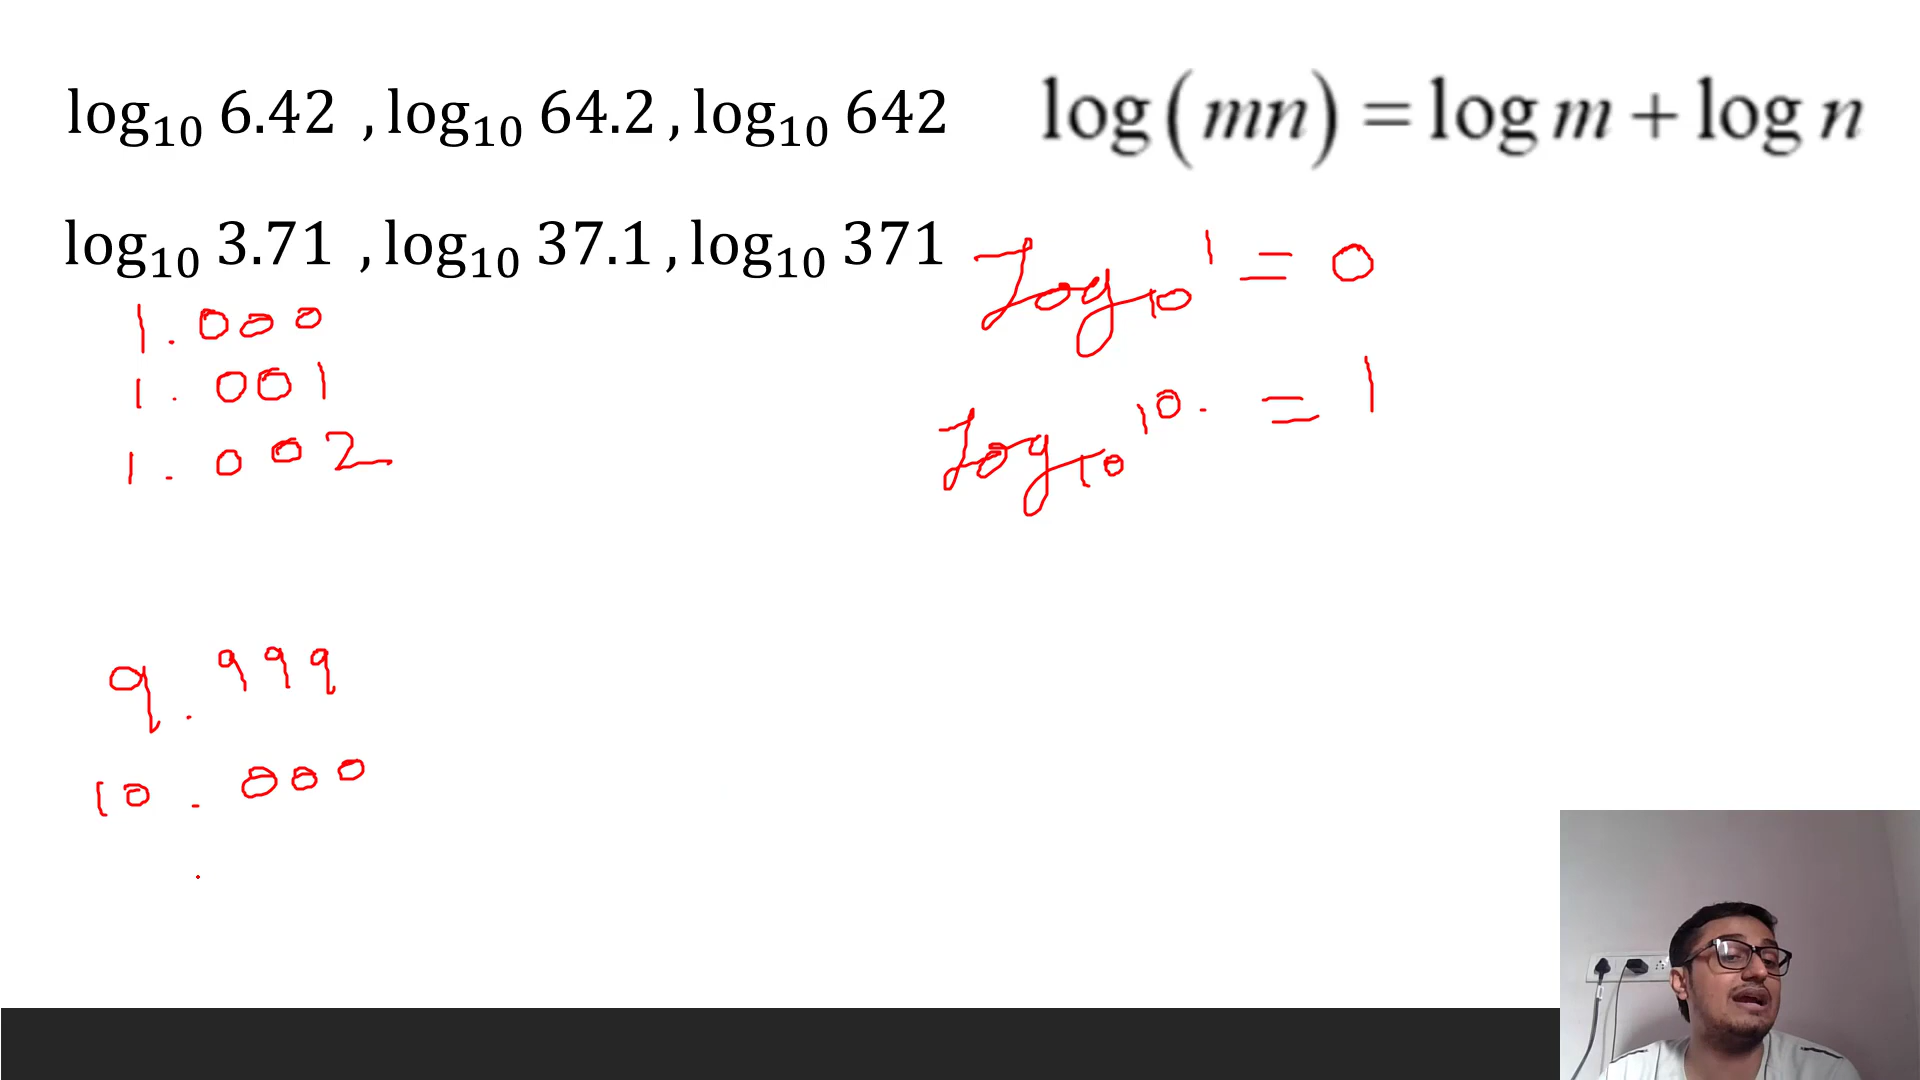 log₁₀ 6.42 , log₁₀ 64.2 , log₁₀ 642
log(mn) = log m + log n
log₁₀ 3.71 , log₁₀ 37.1 , log₁₀ 371
log₁₀ 1 = 0
log₁₀ 10. = 1
1.000
1.001
1.002
9.999
10.000
.